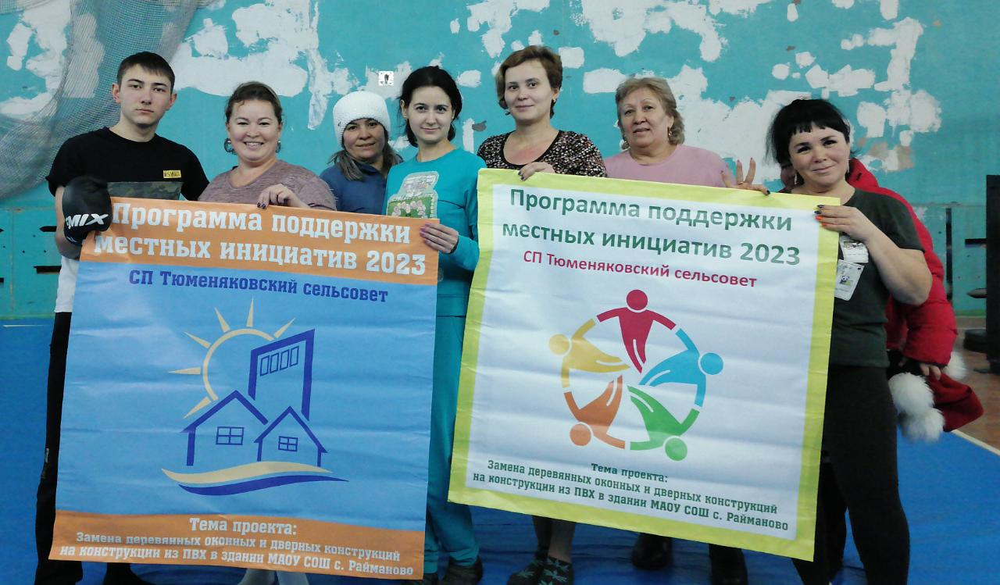 Программа поддержки
местных инициатив 2023
СП Тюменяковский сельсовет
Тема проекта:
Замена деревянных оконных и дверных конструкций
на конструкции из ПВХ в здании МАОУ СОШ с. Райманово
Программа поддержки
местных инициатив 2023
СП Тюменяковский сельсовет
Тема проекта:
Замена деревянных оконных и дверных конструкций
на конструкции из ПВХ в здании МАОУ СОШ с. Райманово
MIX